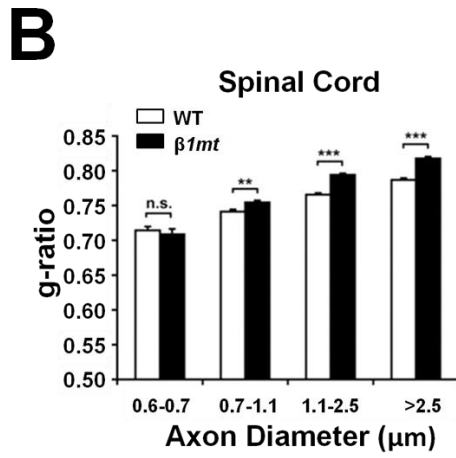 B
Spinal Cord
WT
β1mt
0.85
0.80
0.75
0.70
0.65
0.60
0.55
0.50
g-ratio
n.s.
**
***
***
0.6-0.7 0.7-1.1 1.1-2.5 >2.5
Axon Diameter (μm)